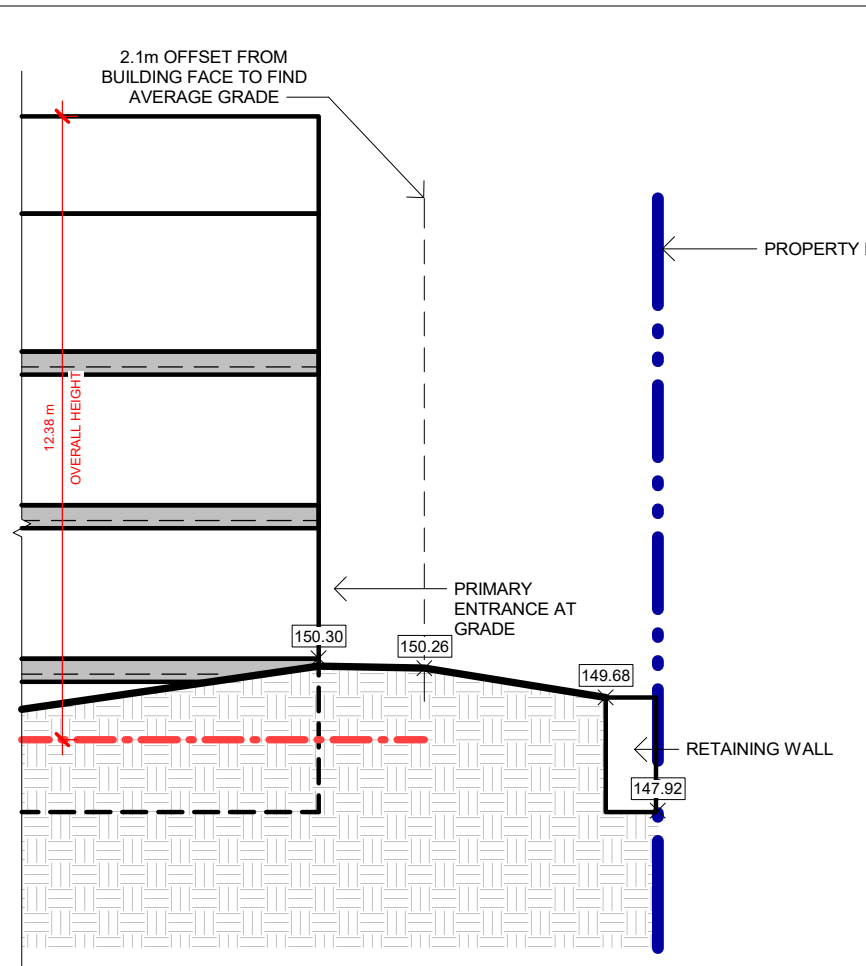 2.1m OFFSET FROM
BUILDING FACE TO FIND
AVERAGE GRADE
PROPERTY
12.38 m
OVERALL HEIGHT
PRIMARY
ENTRANCE AT
GRADE
150.30
150.26
149.68
RETAINING WALL
147.92